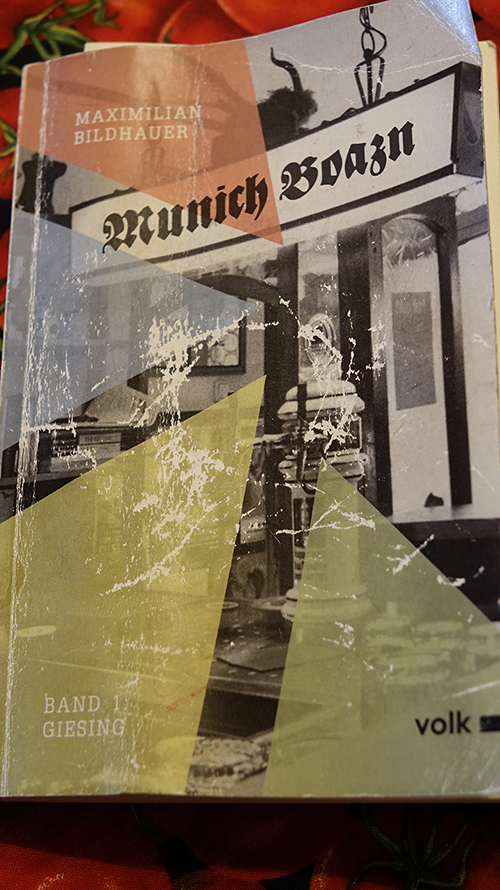 MAXIMILIAN
BILDHAUER
Munich Boazn
BAND 1:
GIESING
volk